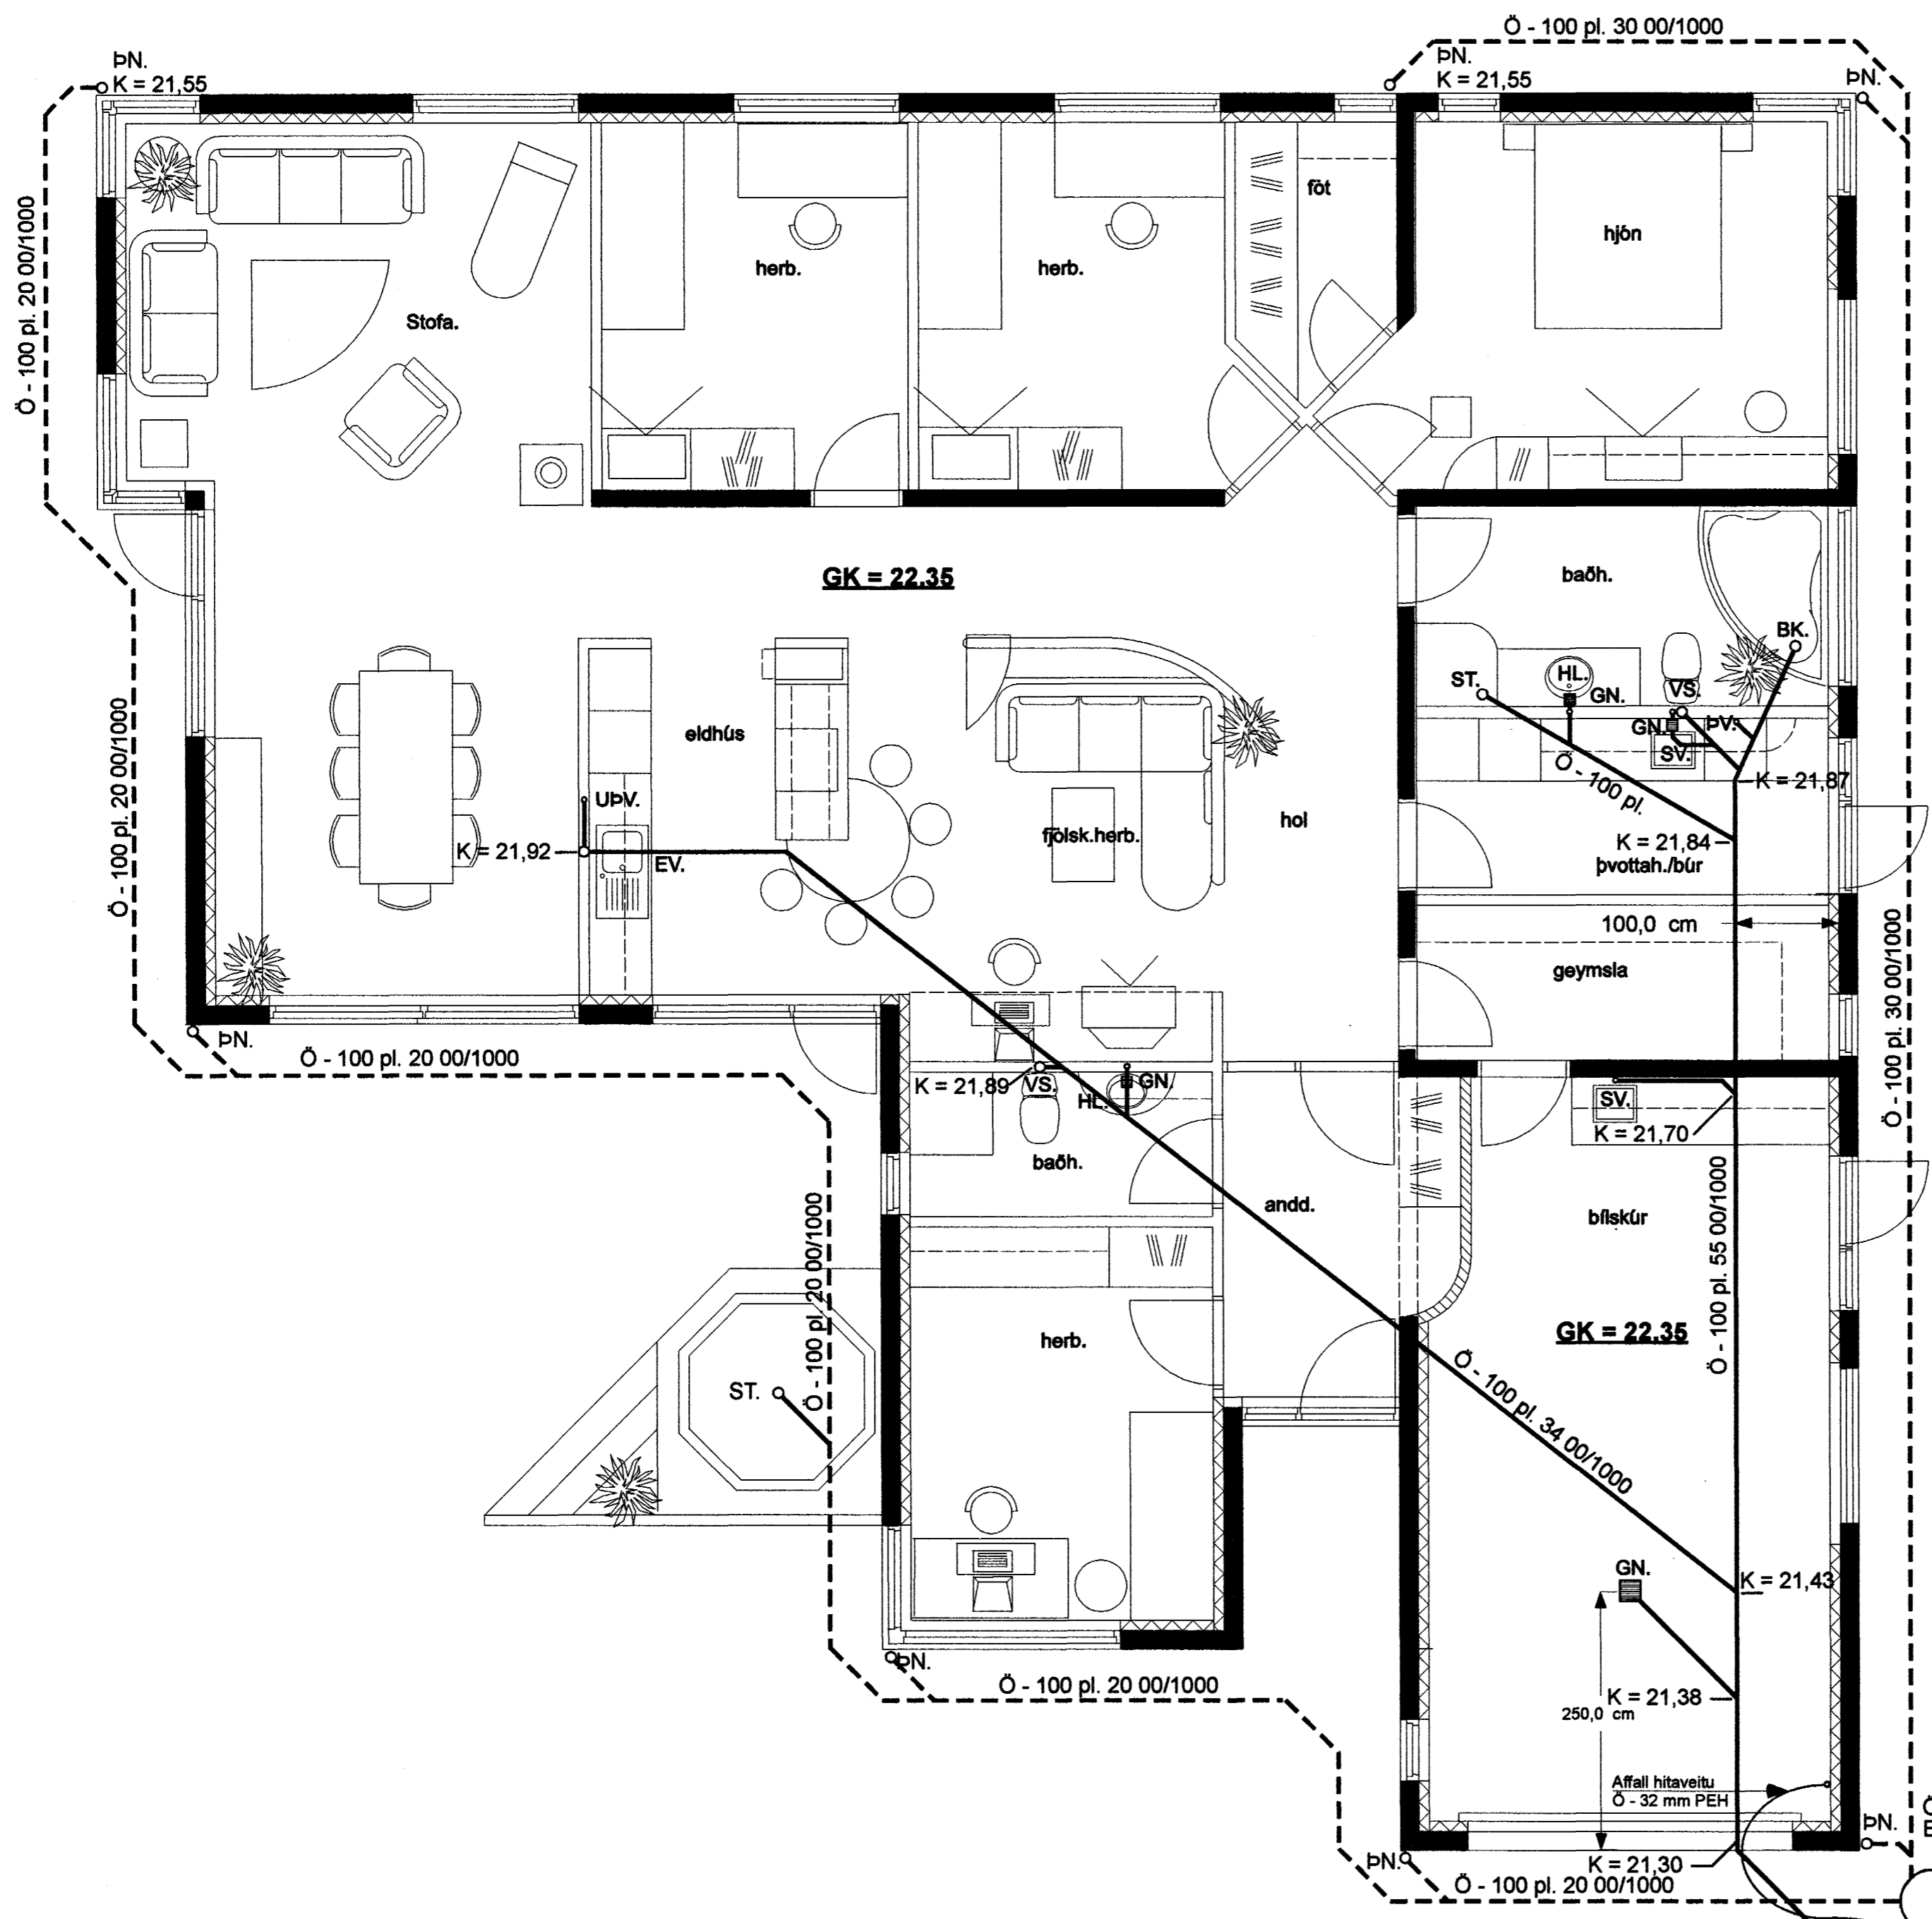 Ö - 100 pl. 30 00/1000
ÞN.
K = 21,55
ÞN.
K = 21,55
ÞN.
föt
hjón
herb.
herb.
Stofa.
Ö - 100 pl. 20 00/1000
GK = 22.35
baðh.
BK.
ST.
HL.
GN.
VS.
GN.
ÞV.
SV.
Ö - 100 pl.
K = 21,87
eldhús
Ö - 100 pl. 20 00/1000
UÞV.
K = 21,92
EV.
fjölsk.herb.
hol
K = 21,84
þvottah./búr
100,0 cm
geymsla
Ö - 100 pl. 30 00/1000
ÞN.
Ö - 100 pl. 20 00/1000
K = 21,89
VS.
HL.
GN.
SV.
K = 21,70
baðh.
andd.
bílskúr
Ö - 100 pl. 55 00/1000
Ö - 100 pl. 20 00/1000
herb.
GK = 22.35
ST.
Ö - 100 pl. 34 00/1000
GN.
K = 21,43
ÞN.
Ö - 100 pl. 20 00/1000
K = 21,38
250,0 cm
Affall hitaveitu
Ö - 32 mm PEH
ÞN.
ÞN.
K = 21,30
Ö - 100 pl. 20 00/1000